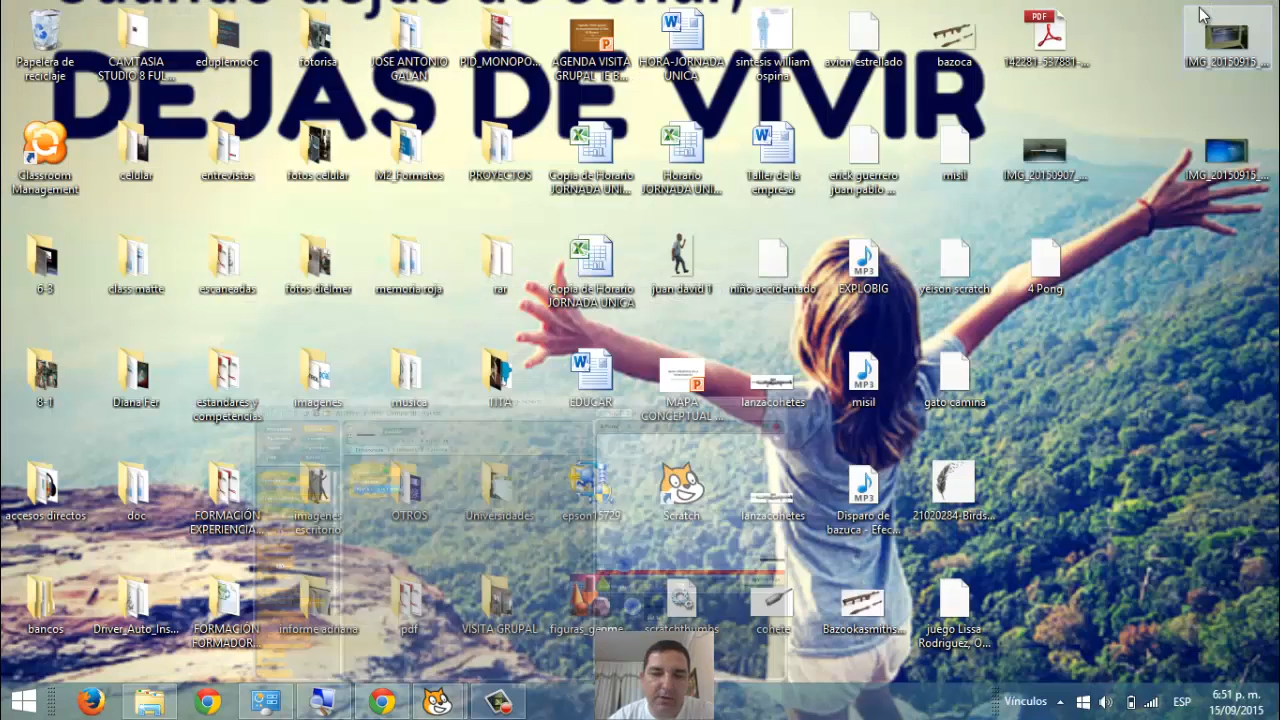 DEJAS DE VIVIR
Papelera de
reciclaje
CAMTASIA
STUDIO 8 FUL...
eduplemooc
fotorisa
JOSE ANTONIO
GALAN
PID_MONOPO...
AGENDA VISITA
GRUPAL IE B...
HORA-JORNADA
UNICA
sintesis william
ospina
avion estrellado
bazoca
142281-537881-...
IMG_20150915_...
Classroom
Management
celular
entrevistas
fotos celular
M2_Formatos
PROYECTOS
Copia de Horario
JORNADA UNI...
Horario
JORNADA UNI...
Taller de la
empresa
erick guerrero
juan pablo ...
misil
IMG_20150907_...
IMG_20150915_...
6-3
class matte
escaneadas
fotos dielmer
memoria roja
rar
Copia de Horario
JORNADA UNICA
juan david 1
niño accidentado
EXPLOBIG
yeison scratch
4 Pong
8-1
Diana Fer
estandares y
competencias
imagenes
musica
TITA
EDUCAR
MAPA
CONCEPTUAL ...
lanzacohetes
misil
gato camina
accesos directos
doc
FORMACIÓN
EXPERIENCIA...
imagenes
escritorio
OTROS
Universidades
epson15729
Scratch
lanzacohetes
Disparo de
bazuca - Efec...
21020284-Birds...
bancos
Driver_Auto_Ins...
FORMACIÓN
FORMADOR...
informe adriana
pdf
VISITA GRUPAL
figuras_geome...
scratchthumbs
cohete
Bazookasmiths...
juego Lissa
Rodriguez, O...
Vínculos
ESP
6:51 p. m.
15/09/2015